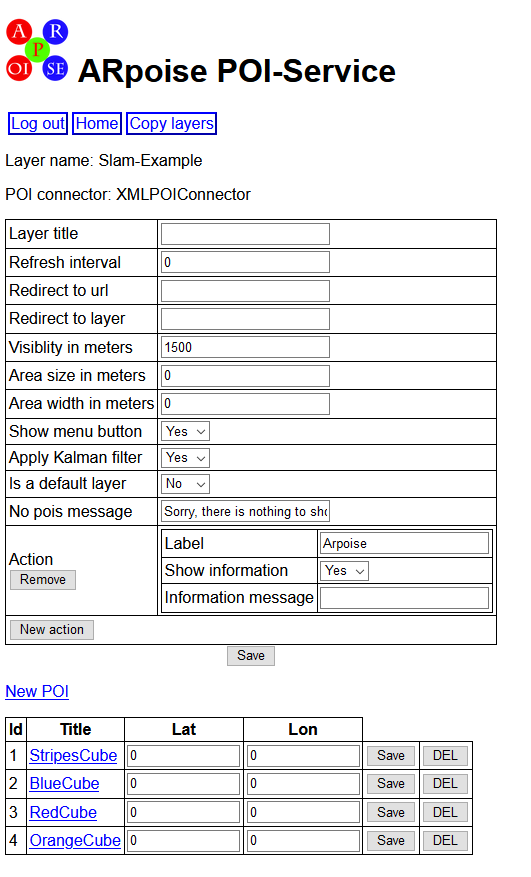 A R
P
OI SE
ARpoise POI-Service
Log out Home Copy layers
Layer name: Slam-Example
POI connector: XMLPOIConnector
Layer title
Refresh interval 0
Redirect to url
Redirect to layer
Visiblity in meters 1500
Area size in meters 0
Area width in meters 0
Show menu button Yes
Apply Kalman filter Yes
Is a default layer No
No pois message Sorry, there is nothing to sho
Label Arpoise
Action
Show information Yes
Remove
Information message
New action
Save
New POI
Id Title Lat Lon
1 StripesCube 0 0 Save DEL
2 BlueCube 0 0 Save DEL
3 RedCube 0 0 Save DEL
4 OrangeCube 0 0 Save DEL